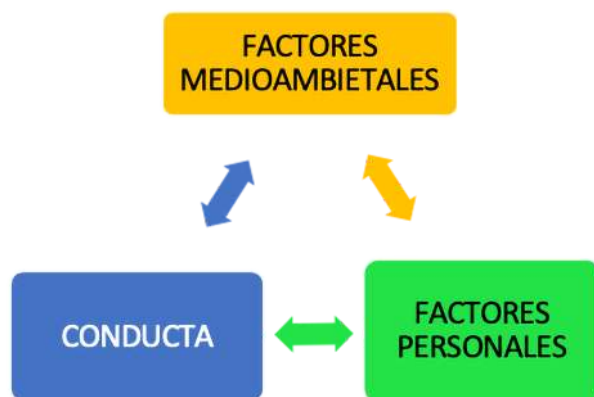 FACTORES
MEDIOAMBIETALES
CONDUCTA
FACTORES
PERSONALES